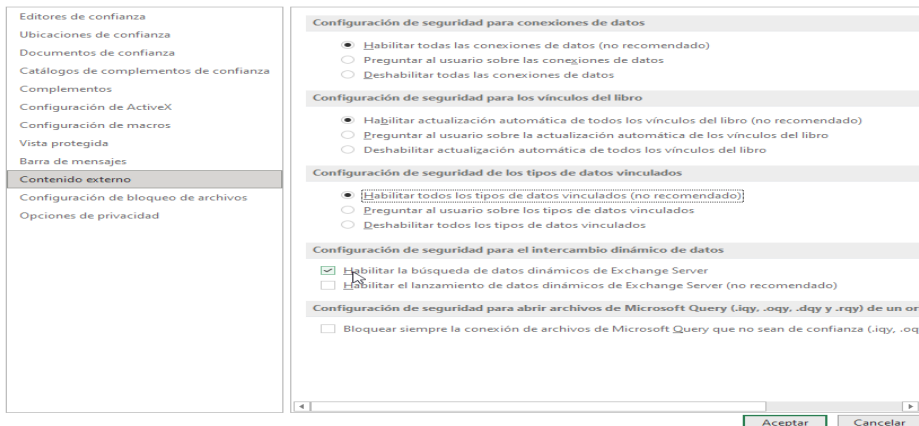 Editores de confianza
Ubicaciones de confianza
Documentos de confianza
Catálogos de complementos de confianza
Complementos
Configuración de ActiveX
Configuración de macros
Vista protegida
Barra de mensajes
Contenido externo
Configuración de bloqueo de archivos
Opciones de privacidad
Configuración de seguridad para conexiones de datos
Habilitar todas las conexiones de datos (no recomendado)
Preguntar al usuario sobre las conexiones de datos
Deshabilitar todas las conexiones de datos
Configuración de seguridad para los vínculos del libro
Habilitar actualización automática de todos los vínculos del libro (no recomendado)
Preguntar al usuario sobre la actualización automática de los vínculos del libro
Deshabilitar actualización automática de todos los vínculos del libro
Configuración de seguridad de los tipos de datos vinculados
Habilitar todos los tipos de datos vinculados (no recomendado)
Preguntar al usuario sobre los tipos de datos vinculados
Deshabilitar todos los tipos de datos vinculados
Configuración de seguridad para el intercambio dinámico de datos
Habilitar la búsqueda de datos dinámicos de Exchange Server
Habilitar el lanzamiento de datos dinámicos de Exchange Server (no recomendado)
Configuración de seguridad para abrir archivos de Microsoft Query (.iqy, .oqy, .dqy y .rqy) de un or
Bloquear siempre la conexión de archivos de Microsoft Query que no sean de confianza (.iqy, .oq
Aceptar
Cancelar